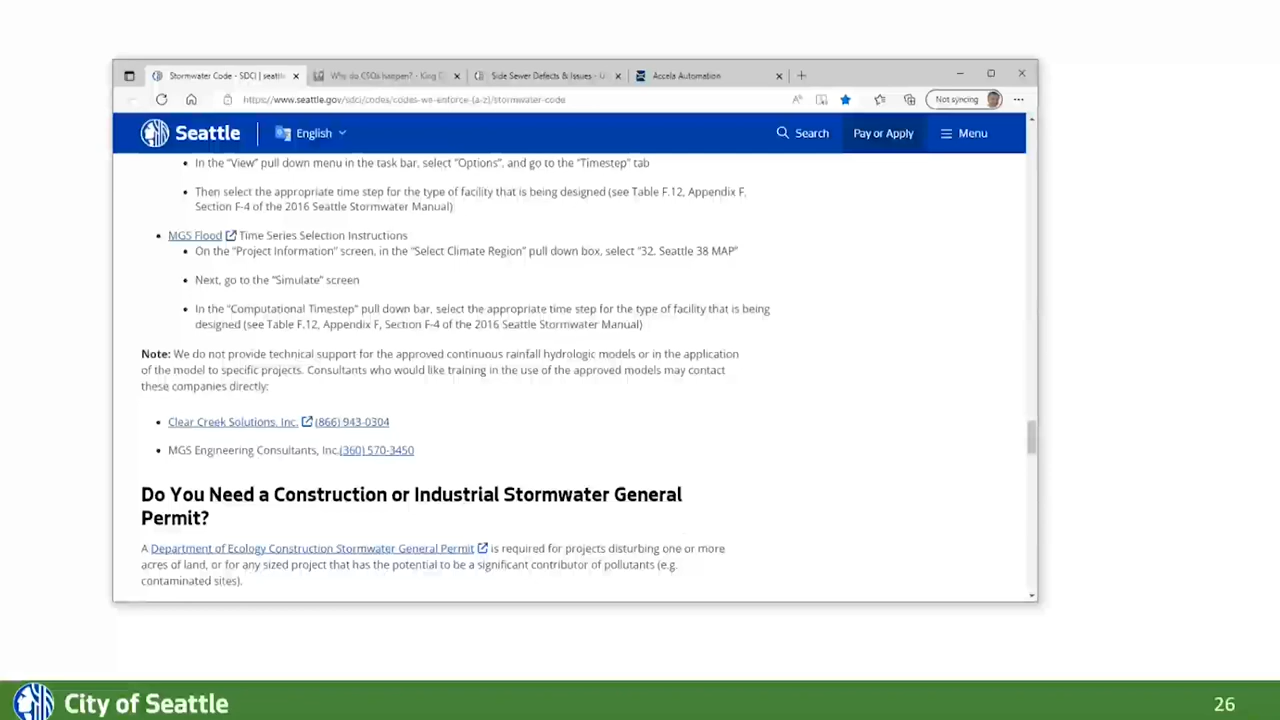 Stormwater Code - SDCI | seattl
Why do CSOs happen? - King C
Side Sewer Defects & Issues - U
Accela Automation
https://www.seattle.gov/sdci/codes/codes-we-enforce-(a-z)/stormwater-code
Not syncing
Seattle
English
Search
Pay or Apply
Menu
In the "View" pull down menu in the task bar, select "Options", and go to the "Timestep" tab
Then select the appropriate time step for the type of facility that is being designed (see Table F.12, Appendix F,
Section F-4 of the 2016 Seattle Stormwater Manual)
MGS Flood Time Series Selection Instructions
On the "Project Information" screen, in the "Select Climate Region" pull down box, select "32. Seattle 38 MAP"
Next, go to the "Simulate" screen
In the "Computational Timestep" pull down bar, select the appropriate time step for the type of facility that is being
designed (see Table F.12, Appendix F, Section F-4 of the 2016 Seattle Stormwater Manual)
Note: We do not provide technical support for the approved continuous rainfall hydrologic models or in the application
of the model to specific projects. Consultants who would like training in the use of the approved models may contact
these companies directly:
Clear Creek Solutions, Inc. (866) 943-0304
MGS Engineering Consultants, Inc.(360) 570-3450
Do You Need a Construction or Industrial Stormwater General
Permit?
A Department of Ecology Construction Stormwater General Permit is required for projects disturbing one or more
acres of land, or for any sized project that has the potential to be a significant contributor of pollutants (e.g.
contaminated sites).
City of Seattle
26